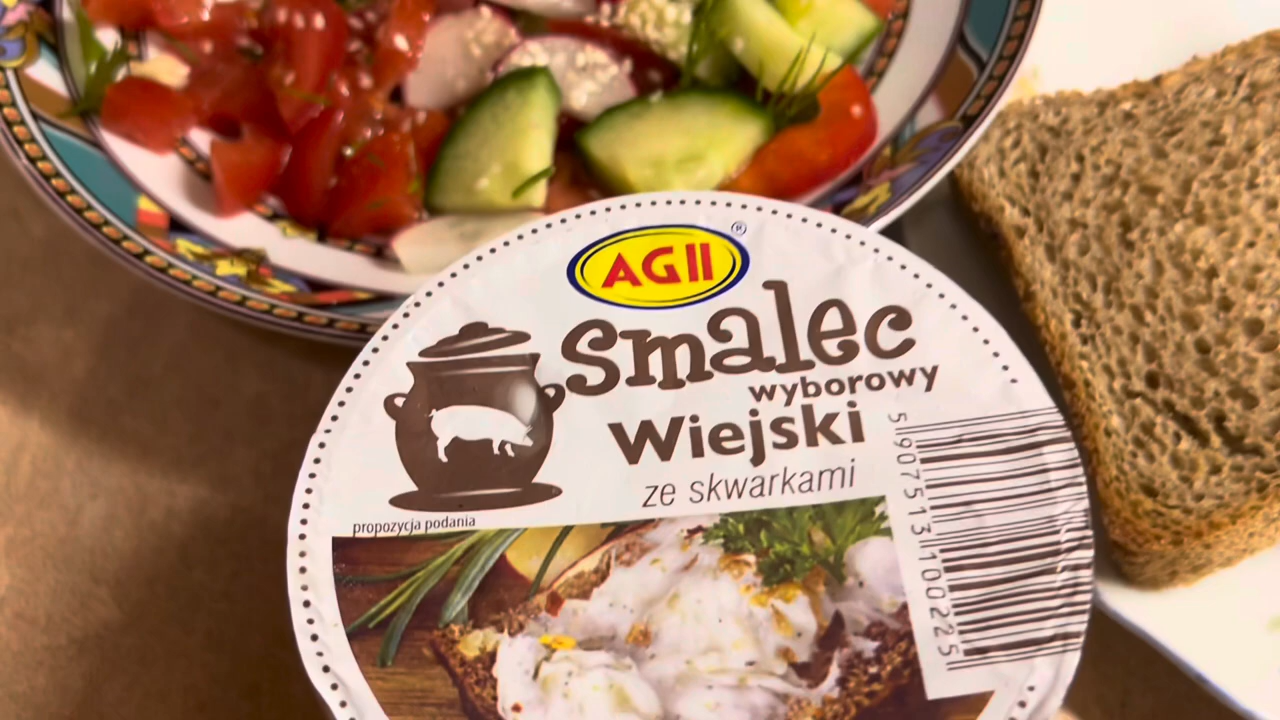 AGII ®
smalec
wyborowy
Wiejski
ze skwarkami
propozycja podania
5 907513 100225